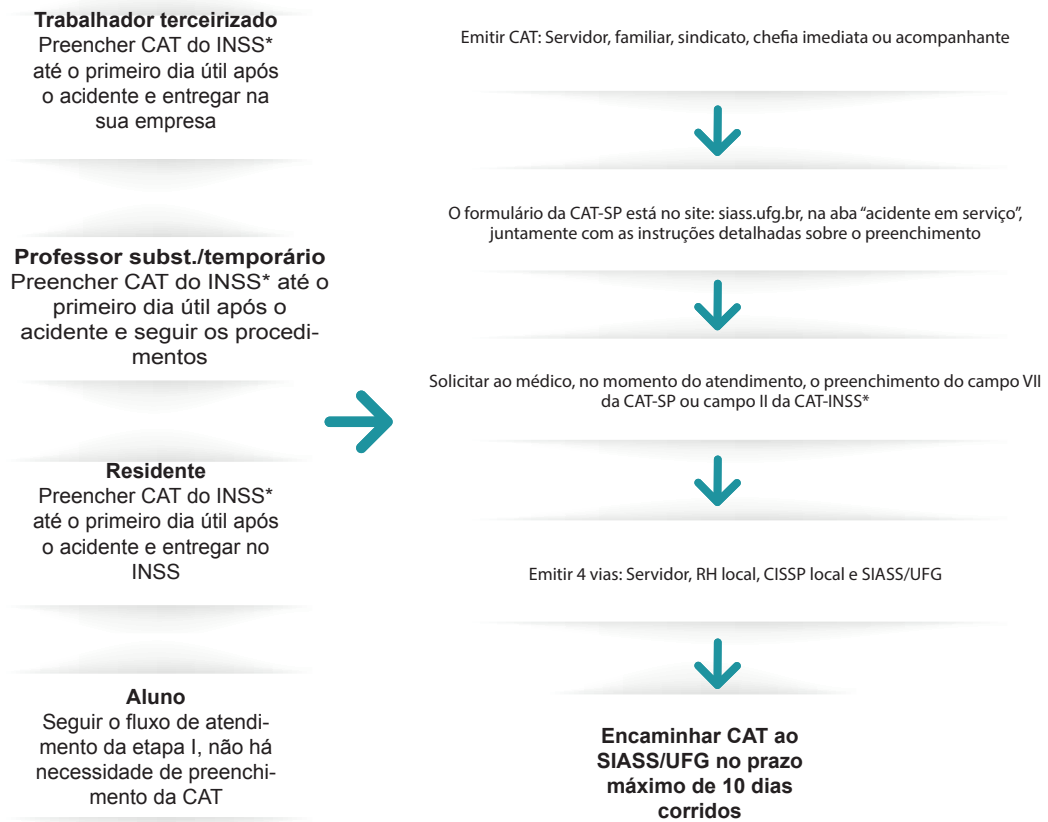 Trabalhador terceirizado
Preencher CAT do INSS*
até o primeiro dia útil após
o acidente e entregar na
sua empresa
Professor subst./temporário
Preencher CAT do INSS* até o
primeiro dia útil após o
acidente e seguir os procedi-
mentos
Residente
Preencher CAT do INSS*
até o primeiro dia útil após
o acidente e entregar no
INSS
Aluno
Seguir o fluxo de atendi-
mento da etapa I, não há
necessidade de preenchi-
mento da CAT
Emitir CAT: Servidor, familiar, sindicato, chefia imediata ou acompanhante
O formulário da CAT-SP está no site: siass.ufg.br, na aba “acidente em serviço”,
juntamente com as instruções detalhadas sobre o preenchimento
Solicitar ao médico, no momento do atendimento, o preenchimento do campo VII
da CAT-SP ou campo II da CAT-INSS*
Emitir 4 vias: Servidor, RH local, CISSP local e SIASS/UFG
Encaminhar CAT ao
SIASS/UFG no prazo
máximo de 10 dias
corridos